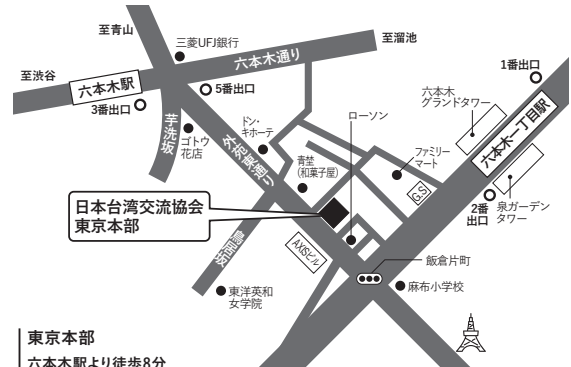 至青山
三菱UFJ銀行
六本木通り
至溜池
至渋谷
六本木駅
3番出口
5番出口
1番出口
六本木
グランドタワー
六本木一丁目駅
芋洗坂
ゴトウ
花店
外苑東通り
ドン・
キホーテ
ローソン
青埜
(和菓子屋)
ファミリー
マート
G.S
2番
出口
泉ガーデン
タワー
日本台湾交流協会
東京本部
鳥居坂
AXISビル
飯倉片町
東洋英和
女学院
麻布小学校
東京本部
六本木駅より徒歩8分